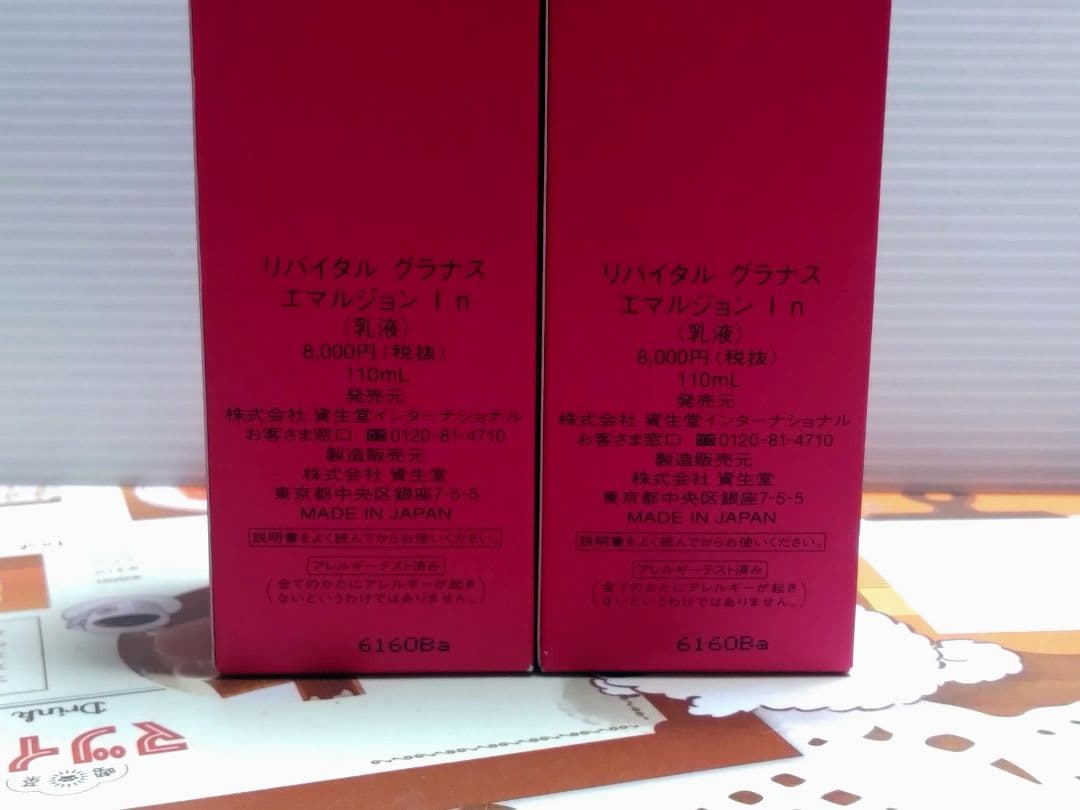 リバイタル グラナス
エマルジョン I n
〈乳液〉
8,000円(税抜)
110mL
発売元
株式会社 資生堂インターナショナル
お客さま窓口 ☎0120-81-4710
製造販売元
株式会社 資生堂
東京都中央区銀座7-5-5
MADE IN JAPAN
説明書をよく読んでからお使いください。
アレルギーテスト済み
(全てのかたにアレルギーが起き
ないというわけではありません。)
6160Ba
リバイタル グラナス
エマルジョン I n
〈乳液〉
8,000円(税抜)
110mL
発売元
株式会社 資生堂インターナショナル
お客さま窓口 ☎0120-81-4710
製造販売元
株式会社 資生堂
東京都中央区銀座7-5-5
MADE IN JAPAN
説明書をよく読んでからお使いください。
アレルギーテスト済み
(全てのかたにアレルギーが起き
ないというわけではありません。)
6160Ba
Drink
マツイ
喫茶